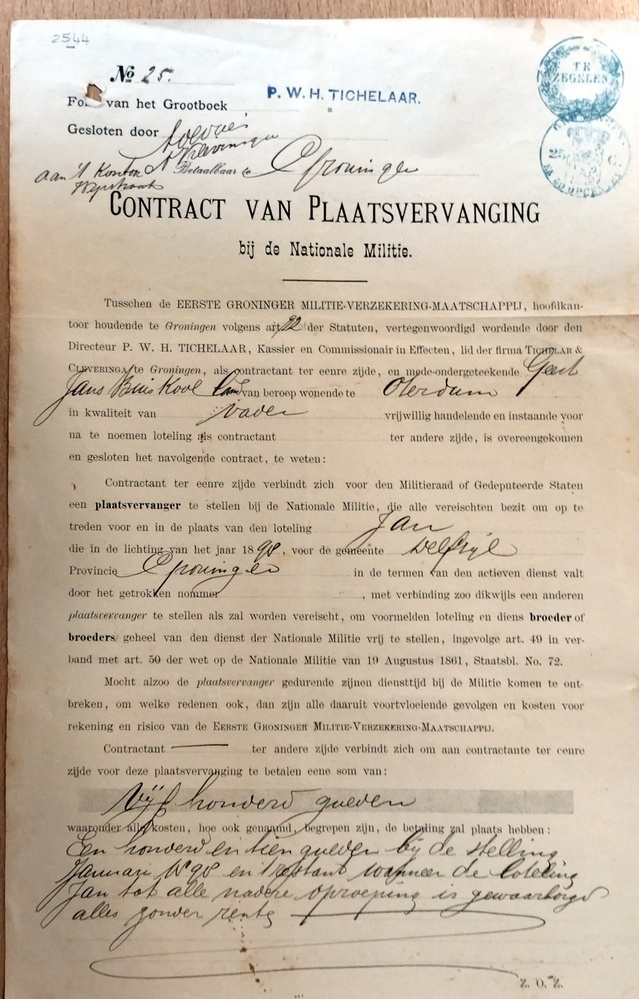 2544
No 25.
P. W. H. TICHELAAR.
TE
ZEGELEN
Fo. van het Grootboek
Gesloten door
aan 't Kantoor Betaalbaar te Groningen
CONTRACT VAN PLAATSVERVANGING
bij de Nationale Militie.
Tusschen de EERSTE GRONINGER MILITIE-VERZEKERING-MAATSCHAPPIJ, hoofdkan-
toor houdende te Groningen volgens art. 22 der Statuten, vertegenwoordigd wordende door den
Directeur P. W. H. TICHELAAR, Kassier en Commissionair in Effecten, lid der firma TICHELAAR &
CLEVERINGA te Groningen, als contractant ter eenre zijde, en mede-ondergeteekende Geert
Jans Buiskool van beroep wonende te Oterdum
in kwaliteit van vader vrijwillig handelende en instaande voor
na te noemen loteling als contractant ter andere zijde, is overeengekomen
en gesloten het navolgende contract, te weten:
Contractant ter eenre zijde verbindt zich voor den Militieraad of Gedeputeerde Staten
een plaatsvervanger te stellen bij de Nationale Militie, die alle vereischten bezit om op te
treden voor en in de plaats van den loteling Jan
die in de lichting van het jaar 1898, voor de gemeente Delfzijl
Provincie Groningen in de termen van den actieven dienst valt
door het getrokken nommer , met verbinding zoo dikwijls een anderen
plaatsvervanger te stellen als zal worden vereischt, om voormelden loteling en diens broeder of
broeders geheel van den dienst der Nationale Militie vrij te stellen, ingevolge art. 49 in ver-
band met art. 50 der wet op de Nationale Militie van 19 Augustus 1861, Staatsbl. No. 72.
Mocht alzoo de plaatsvervanger gedurende zijnen diensttijd bij de Militie komen te ont-
breken, om welke redenen ook, dan zijn alle daaruit voortvloeiende gevolgen en kosten voor
rekening en risico van de EERSTE GRONINGER MILITIE-VERZEKERING-MAATSCHAPPIJ.
Contractant ter andere zijde verbindt zich om aan contractante ter eenre
zijde voor deze plaatsvervanging te betalen eene som van:
Vijf honderd gulden
waaronder alle kosten, hoe ook genaamd, begrepen zijn, de betaling zal plaats hebben:
Een honderd en tien gulden bij de stelling
Januari 1898 en restant wanneer de loteling
Jan tot alle nadere oproeping is gewaarborgd
alles zonder rente
Z. O. Z.